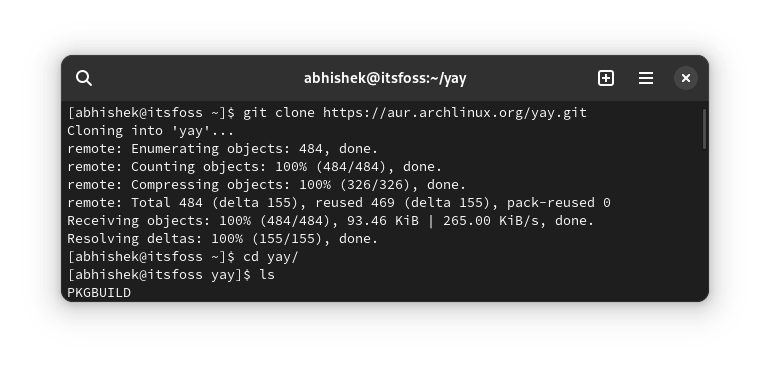 abhishek@itsfoss:~/yay
[abhishek@itsfoss ~]$ git clone https://aur.archlinux.org/yay.git
Cloning into 'yay'...
remote: Enumerating objects: 484, done.
remote: Counting objects: 100% (484/484), done.
remote: Compressing objects: 100% (326/326), done.
remote: Total 484 (delta 155), reused 469 (delta 155), pack-reused 0
Receiving objects: 100% (484/484), 93.46 KiB | 265.00 KiB/s, done.
Resolving deltas: 100% (155/155), done.
[abhishek@itsfoss ~]$ cd yay/
[abhishek@itsfoss yay]$ ls
PKGBUILD